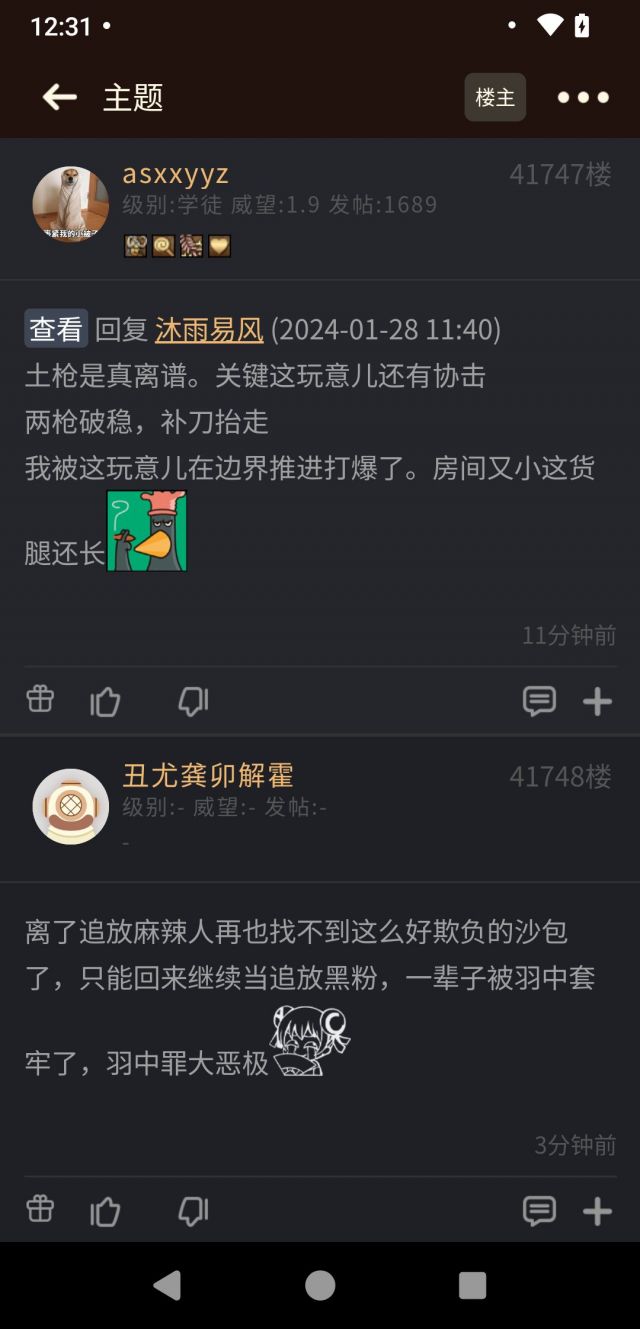 12:31
主题
楼主
asxxyyz
41747楼
级别:学徒 威望:1.9 发帖:1689
查看 回复 沐雨易风 (2024-01-28 11:40)
土枪是真离谱。关键这玩意儿还有协击
两枪破稳，补刀抬走
我被这玩意儿在边界推进打爆了。房间又小这货
腿还长
11分钟前
丑尤龚卯解霍
41748楼
级别:- 威望:- 发帖:-
-
离了追放麻辣人再也找不到这么好欺负的沙包
了，只能回来继续当追放黑粉，一辈子被羽中套
牢了，羽中罪大恶极
3分钟前